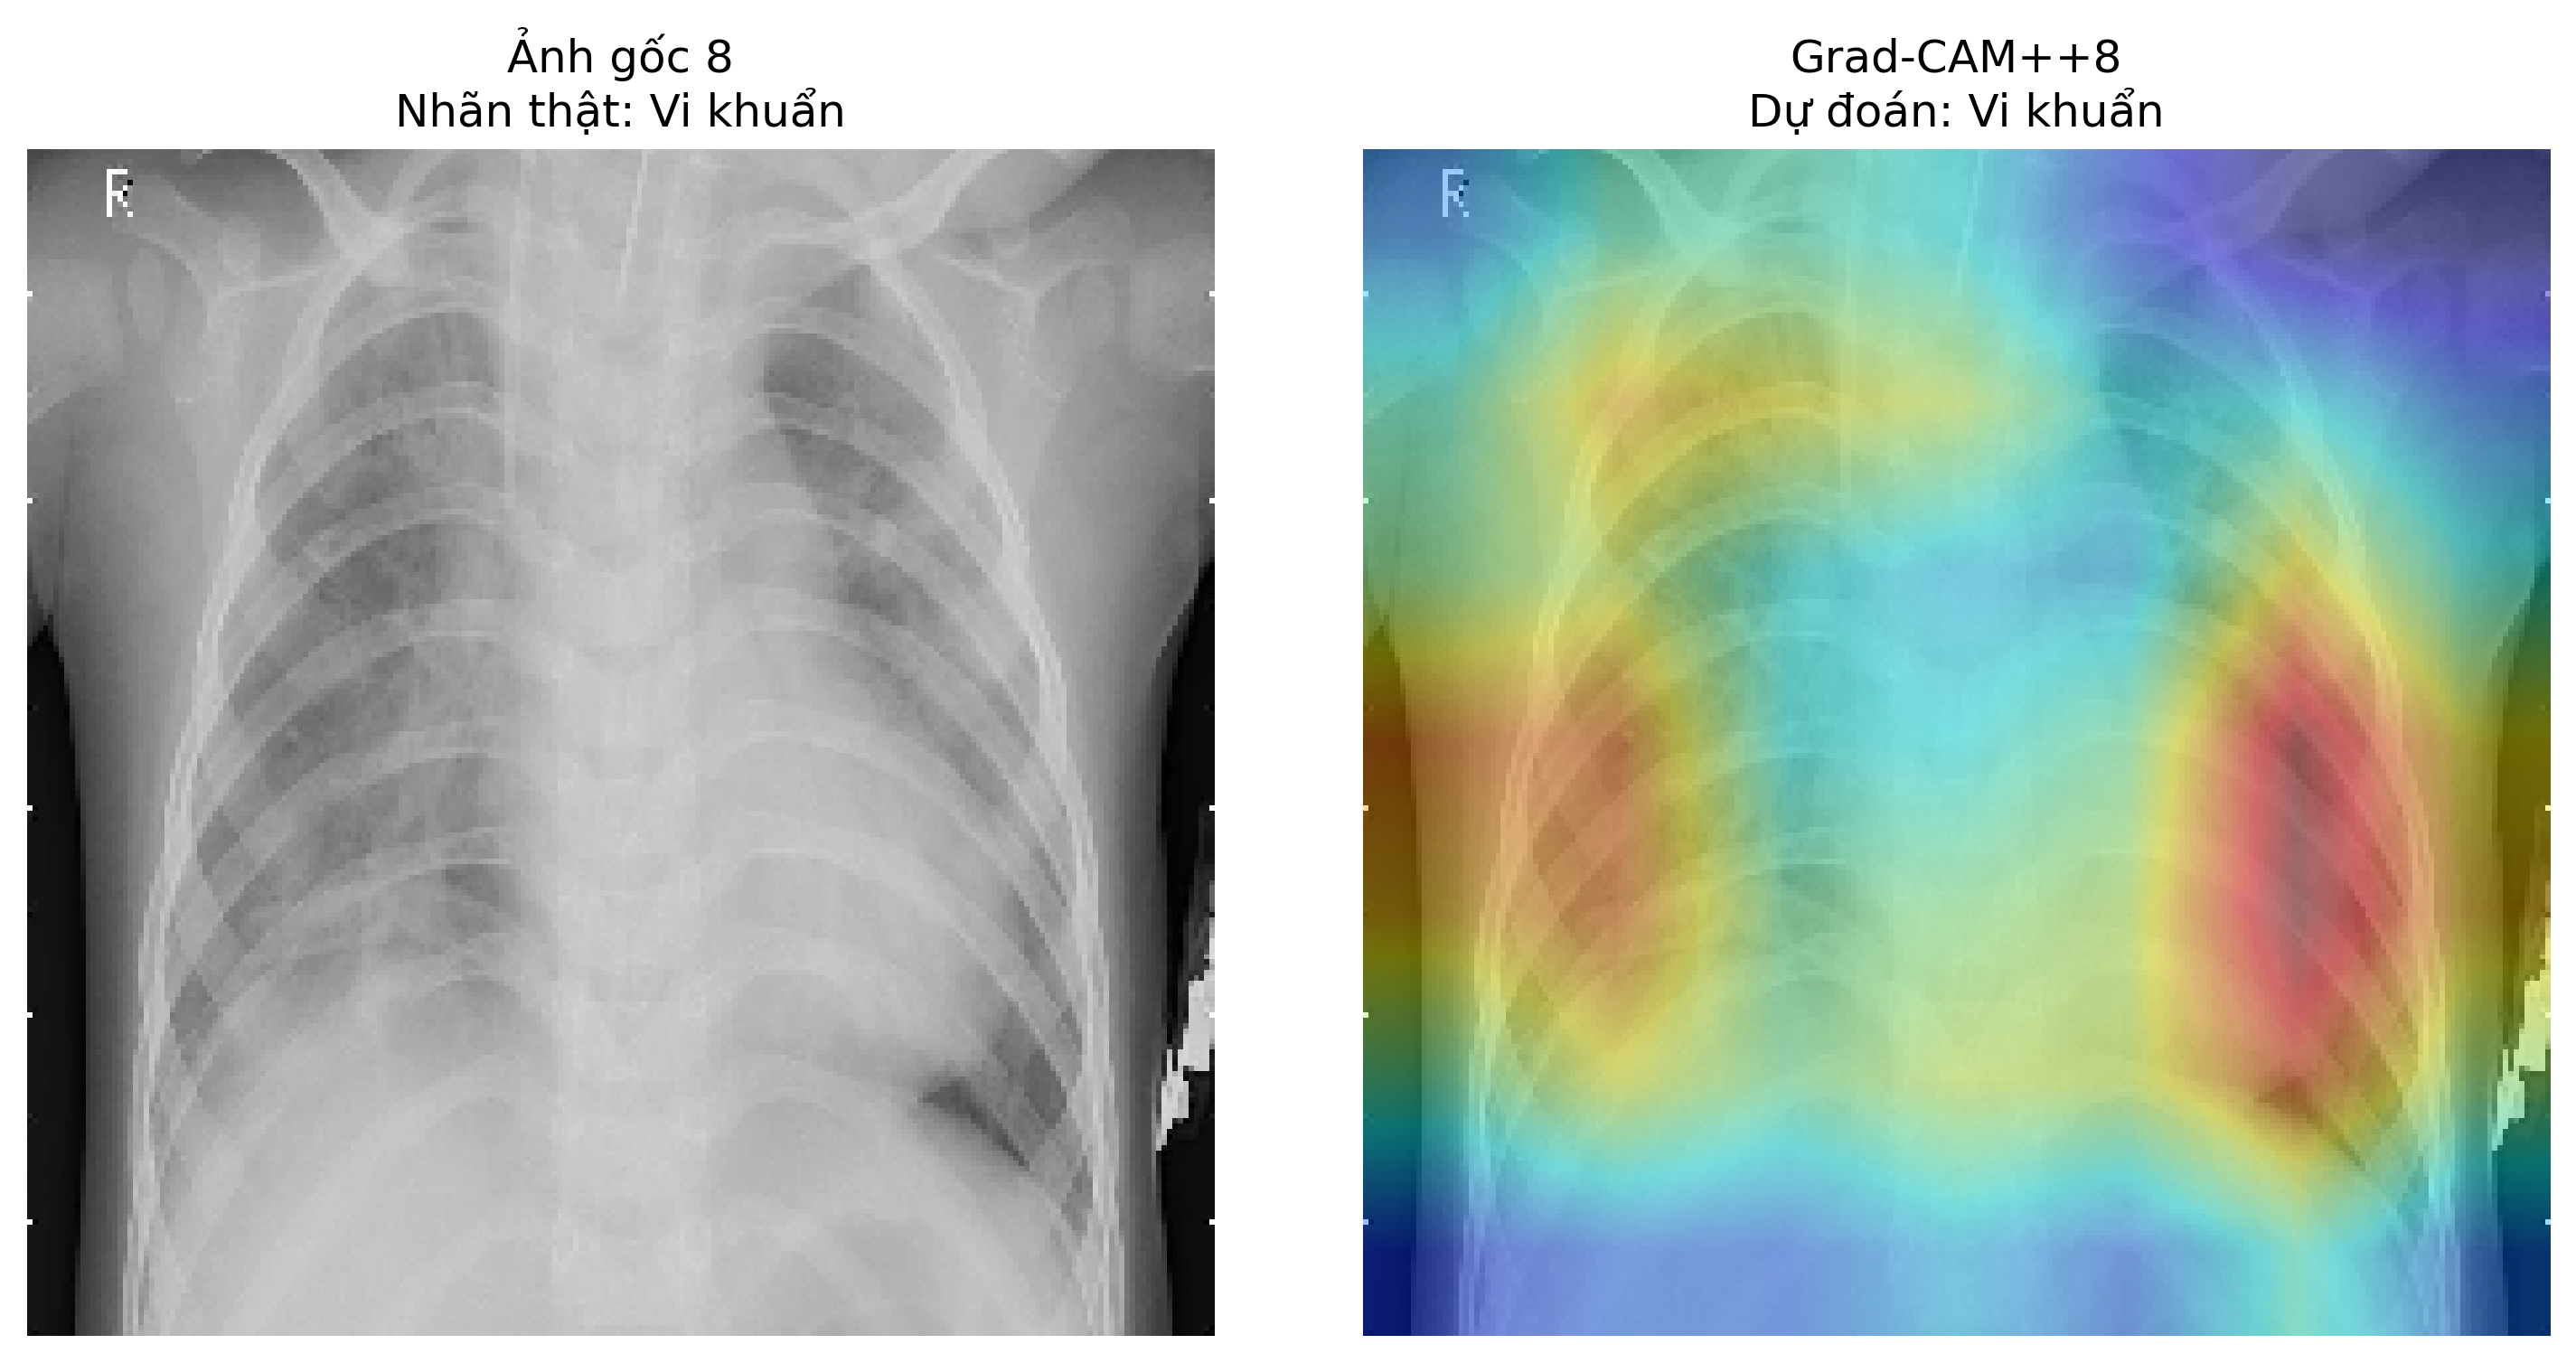 Ảnh gốc 8
Nhãn thật: Vi khuẩn
Grad-CAM++8
Dự đoán: Vi khuẩn
R
R